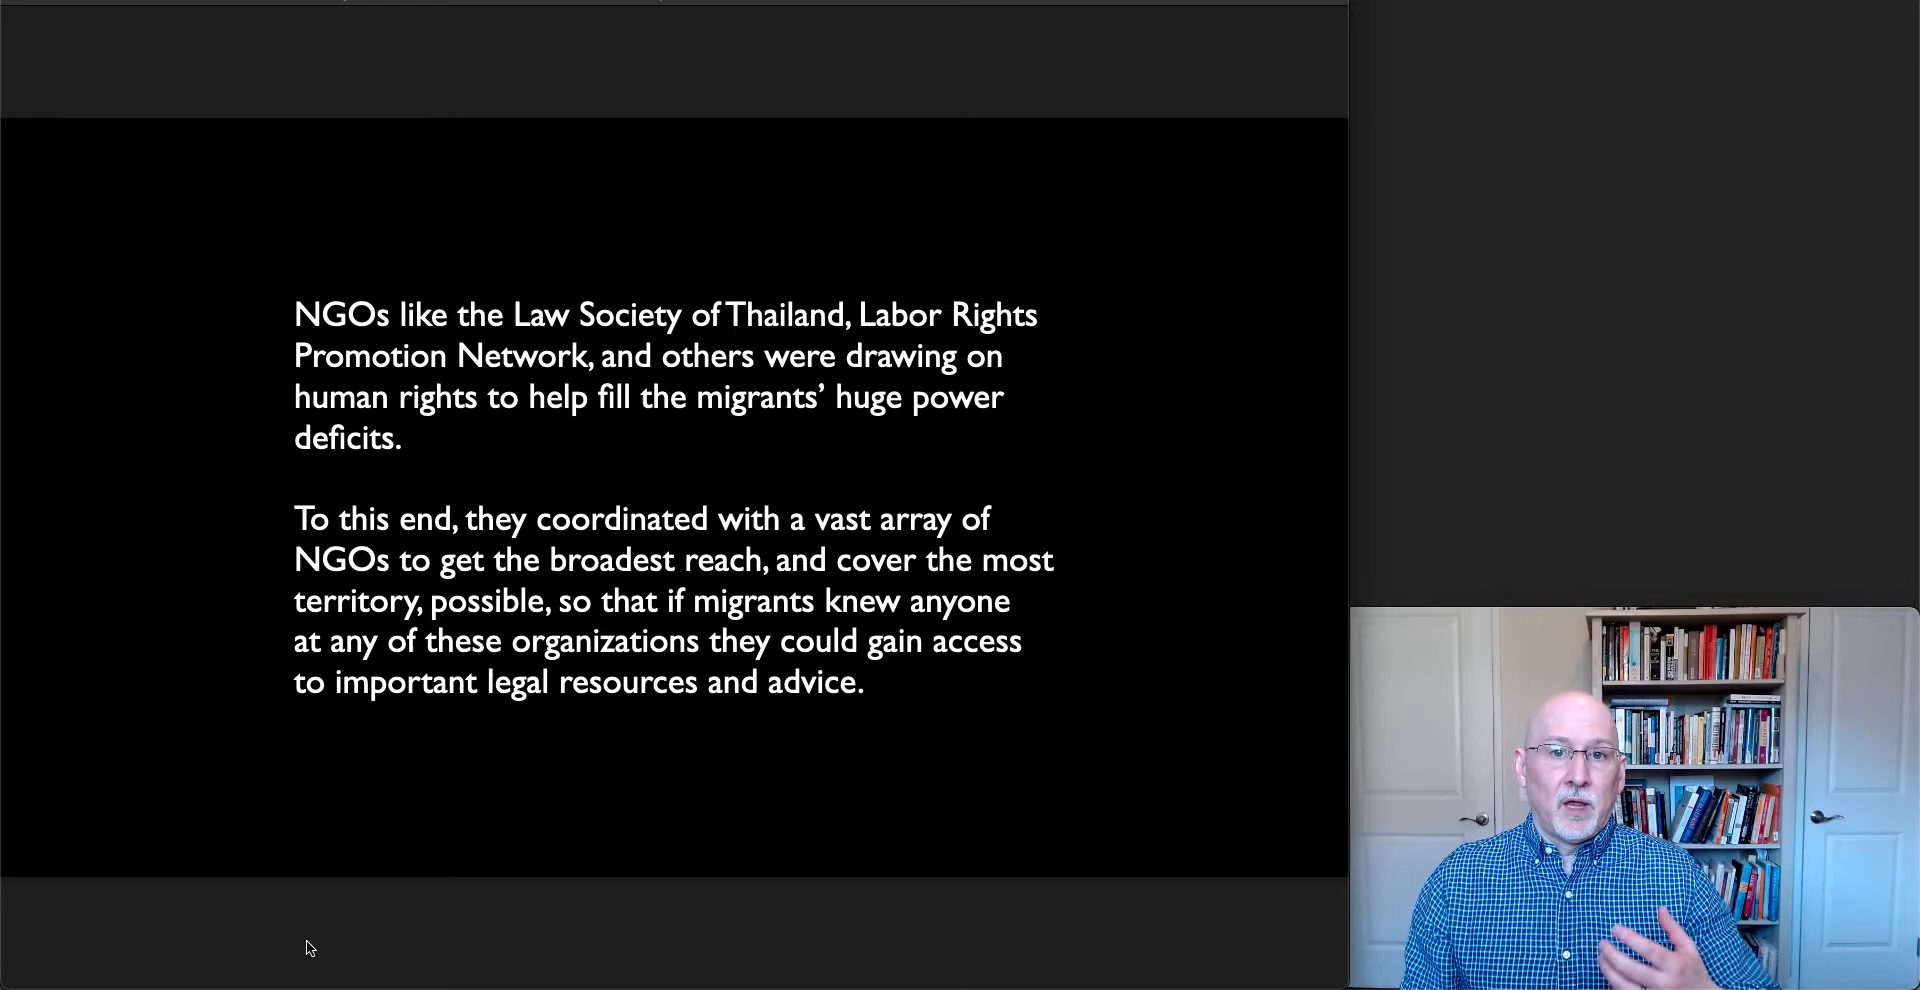 NGOs like the Law Society of Thailand, Labor Rights
Promotion Network, and others were drawing on
human rights to help fill the migrants’ huge power
deficits.
To this end, they coordinated with a vast array of
NGOs to get the broadest reach, and cover the most
territory, possible, so that if migrants knew anyone
at any of these organizations they could gain access
to important legal resources and advice.